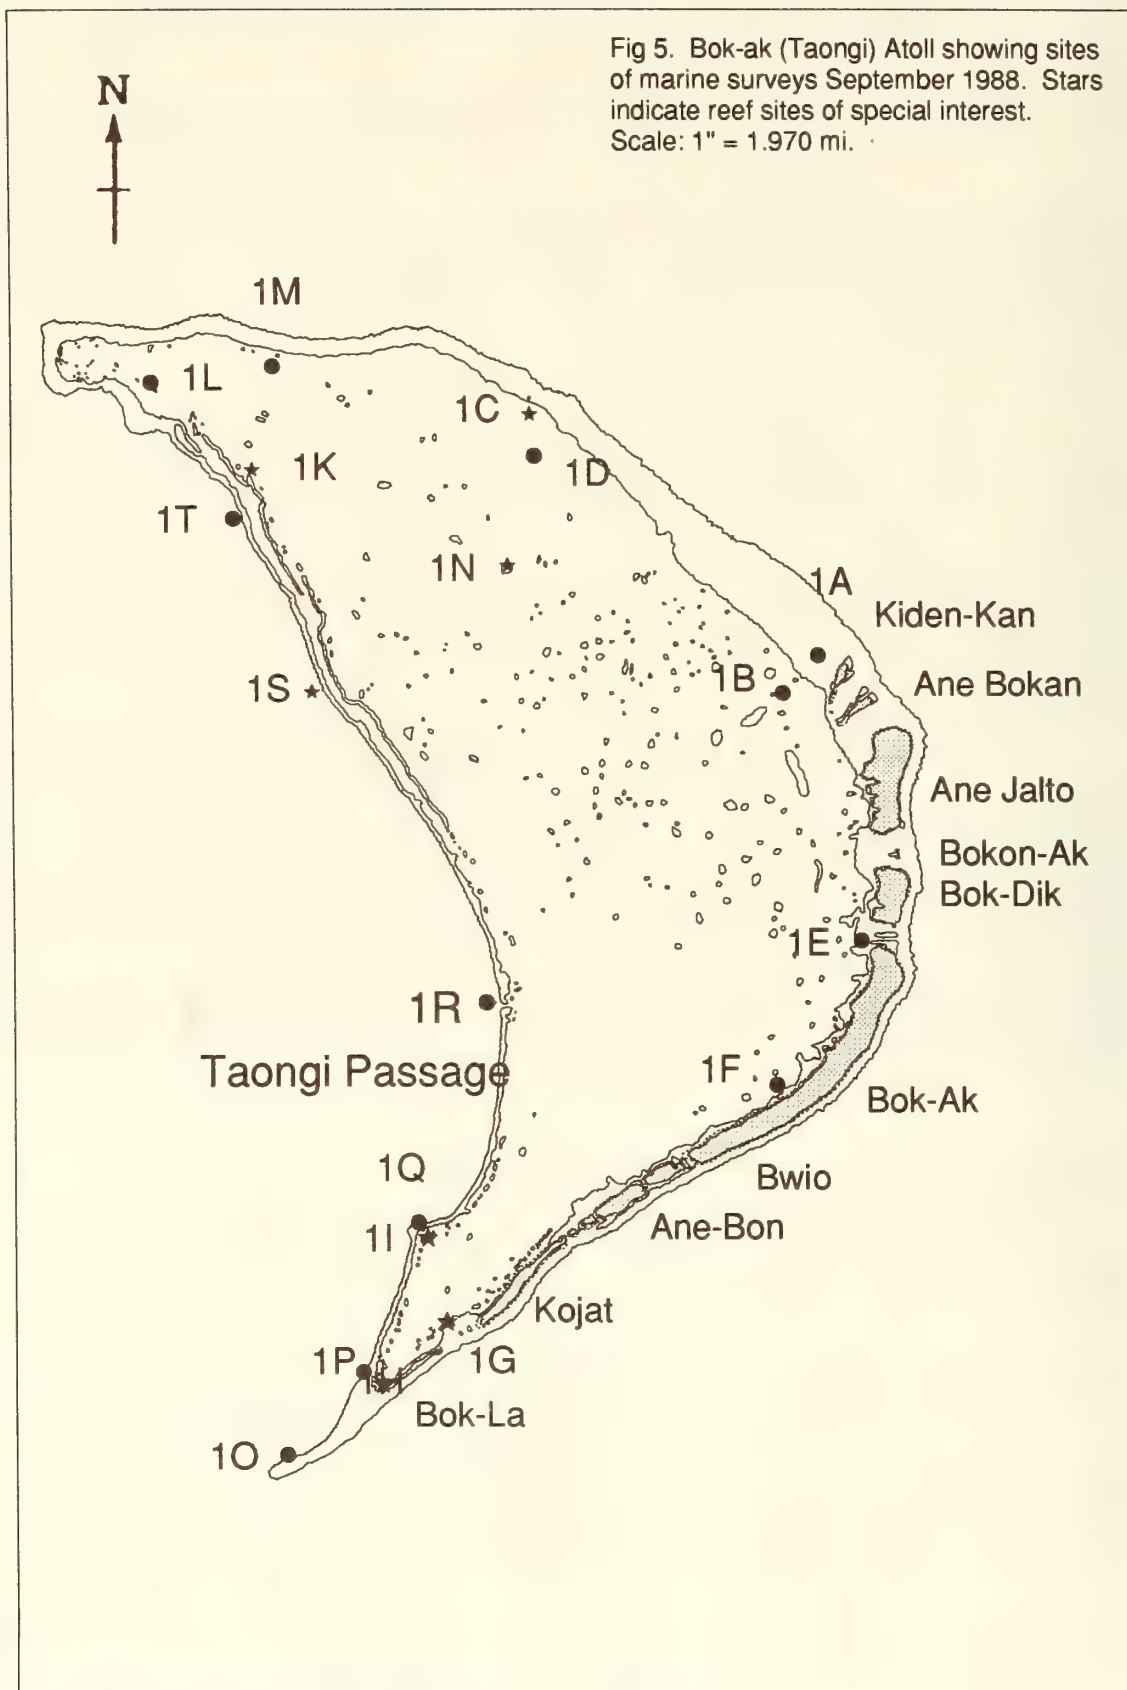 Fig 5. Bok-ak (Taongi) Atoll showing sites
of marine surveys September 1988. Stars
indicate reef sites of special interest.
Scale: 1" = 1.970 mi.
N
1M
1L
1C
1K
1D
1T
1N
1A
Kiden-Kan
1S
1B
Ane Bokan
Ane Jalto
Bokon-Ak
Bok-Dik
1E
1R
Taongi Passage
1F
Bok-Ak
1Q
Bwio
1I
Ane-Bon
Kojat
1P
1G
Bok-La
1O